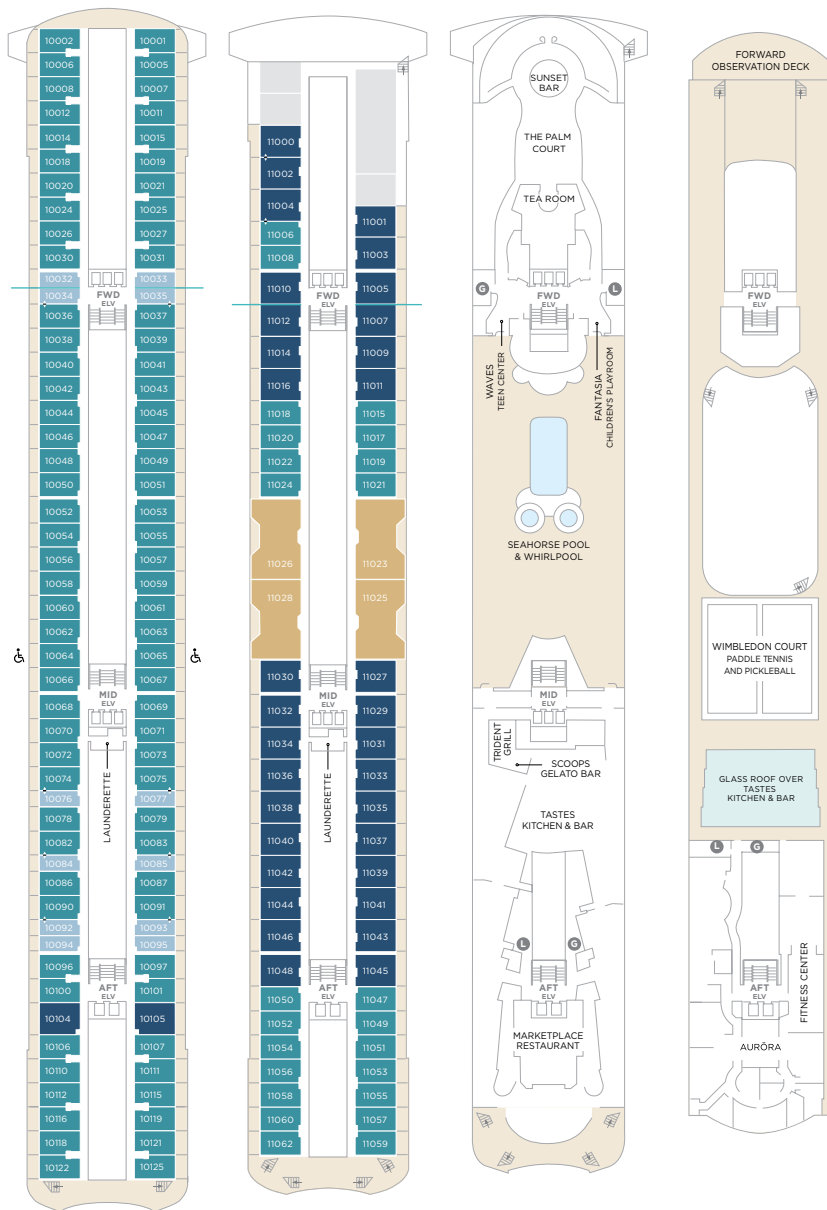 10002
10006
10008
10012
10014
10018
10020
10024
10026
10030
10032
10034
10036
10038
10040
10042
10044
10046
10048
10050
10052
10054
10056
10058
10060
10062
10064
10066
10068
10070
10072
10074
10076
10078
10082
10084
10086
10090
10092
10094
10096
10100
10104
10106
10110
10112
10116
10118
10122
FWD
ELV
MID
ELV
LAUNDERETTE
AFT
ELV
10001
10005
10007
10011
10015
10019
10021
10025
10027
10031
10033
10035
10037
10039
10041
10043
10045
10047
10049
10051
10053
10055
10057
10059
10061
10063
10065
10067
10069
10071
10073
10075
10077
10079
10083
10085
10087
10091
10093
10095
10097
10101
10105
10107
10111
10115
10119
10121
10125
11000
11002
11004
11006
11008
11010
11012
11014
11016
11018
11020
11022
11024
11026
11028
11030
11032
11034
11036
11038
11040
11042
11044
11046
11048
11050
11052
11054
11056
11058
11060
11062
FWD
ELV
MID
ELV
LAUNDERETTE
AFT
ELV
11001
11003
11005
11007
11009
11011
11015
11017
11019
11021
11023
11025
11027
11029
11031
11033
11035
11037
11039
11041
11043
11045
11047
11049
11051
11053
11055
11057
11059
SUNSET
BAR
THE PALM
COURT
TEA ROOM
G
FWD
ELV
L
WAVES
TEEN CENTER
FANTASIA
CHILDREN'S PLAYROOM
SEAHORSE POOL
& WHIRLPOOL
MID
ELV
TRIDENT
GRILL
SCOOPS
GELATO BAR
TASTES
KITCHEN & BAR
L
G
AFT
ELV
MARKETPLACE
RESTAURANT
FORWARD
OBSERVATION DECK
FWD
ELV
WIMBLEDON COURT
PADDLE TENNIS
AND PICKLEBALL
GLASS ROOF OVER
TASTES
KITCHEN & BAR
L
G
FITNESS CENTER
AFT
ELV
AURŌRA